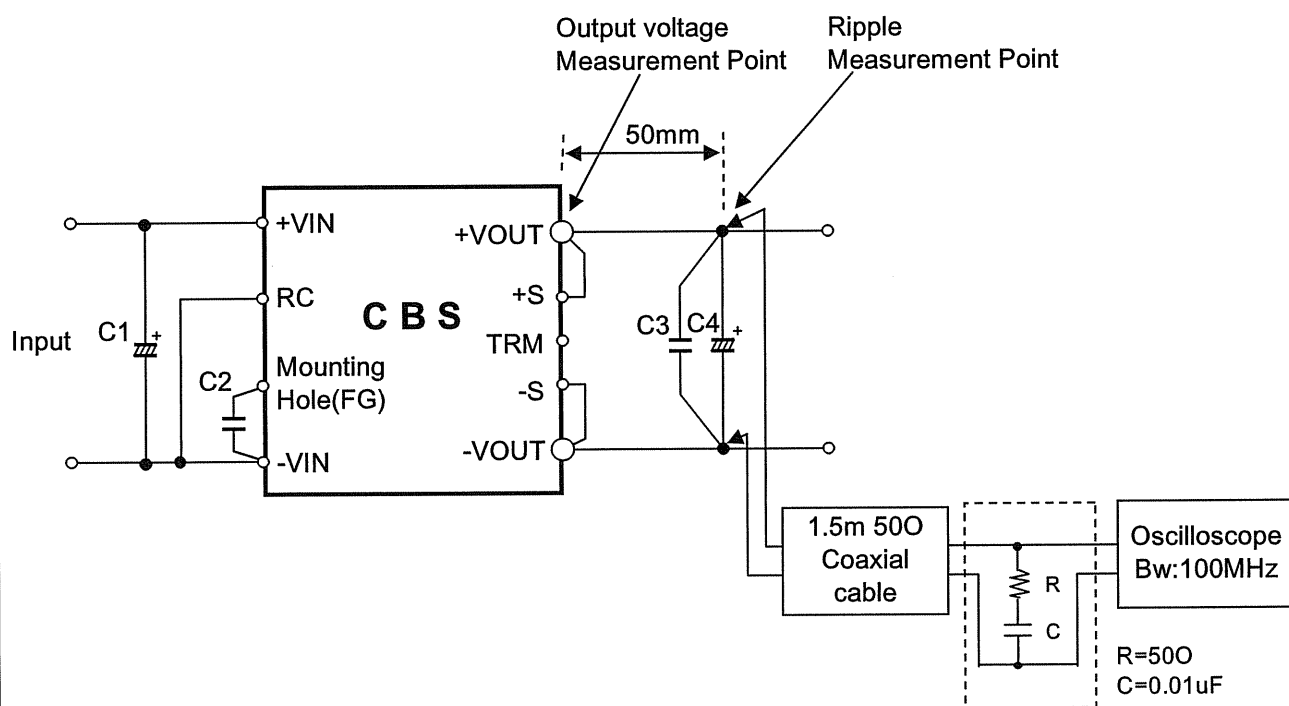 Output voltage
Measurement Point
Ripple
Measurement Point
50mm
+VIN
+VOUT
RC
+S
C B S
Input
C1
+
TRM
C3
C4
+
C2
Mounting
Hole(FG)
-S
-VIN
-VOUT
1.5m 50O
Coaxial
cable
R
C
Oscilloscope
Bw:100MHz
R=50O
C=0.01uF